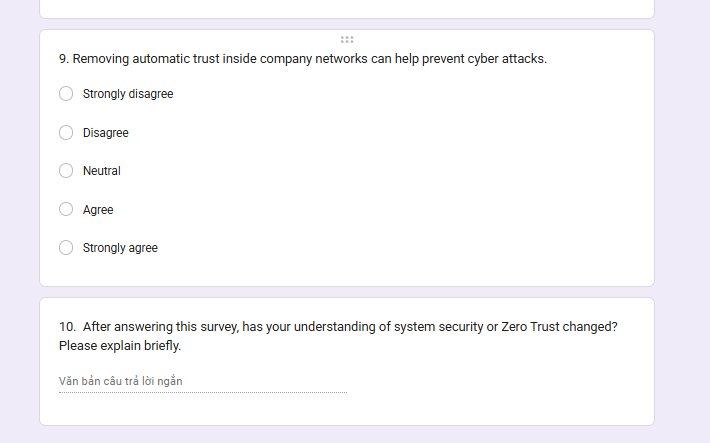 9. Removing automatic trust inside company networks can help prevent cyber attacks.
Strongly disagree
Disagree
Neutral
Agree
Strongly agree
10. After answering this survey, has your understanding of system security or Zero Trust changed?
Please explain briefly.
Văn bản câu trả lời ngắn